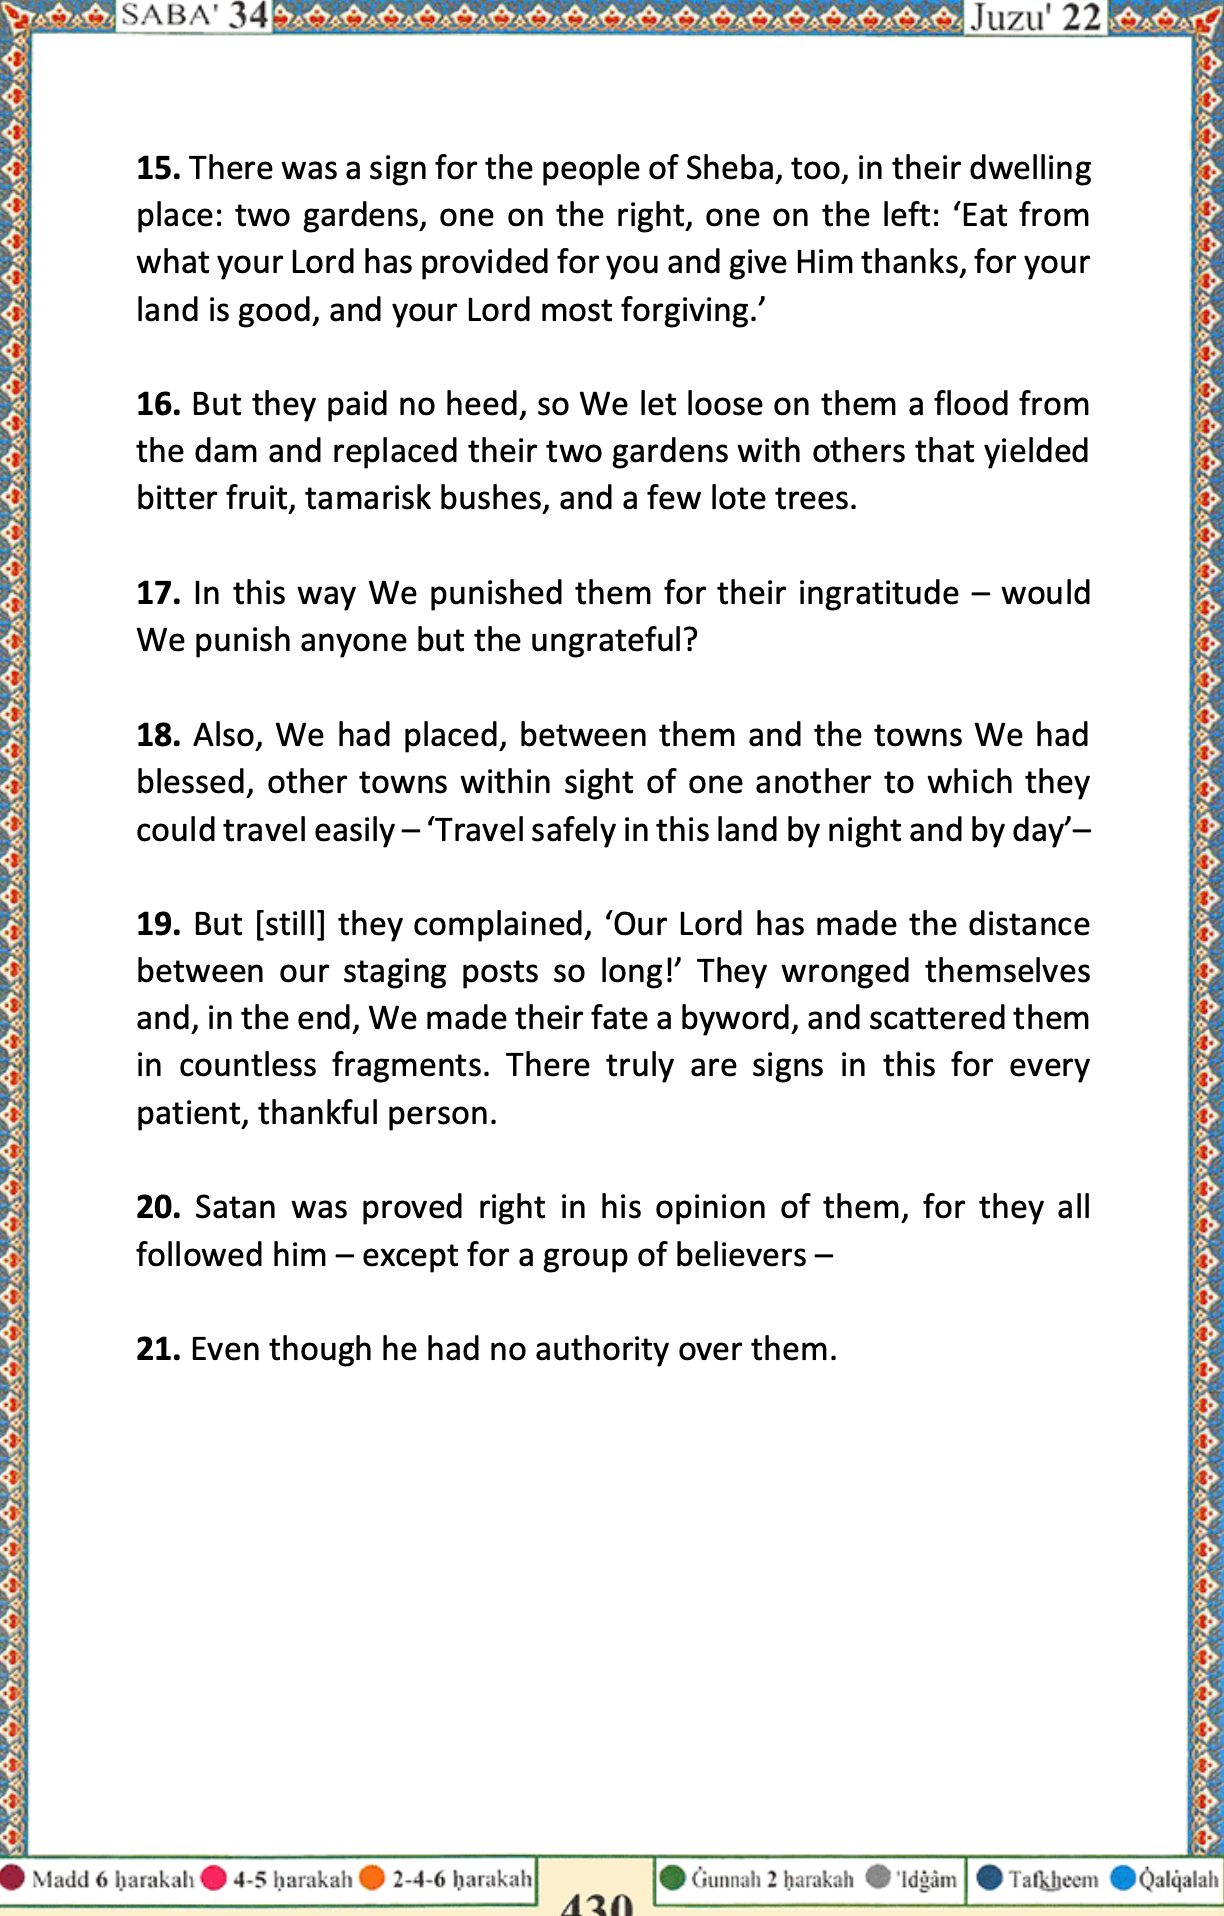 SABA' 34
Juzu' 22
15. There was a sign for the people of Sheba, too, in their dwelling
place: two gardens, one on the right, one on the left: ‘Eat from
what your Lord has provided for you and give Him thanks, for your
land is good, and your Lord most forgiving.’
16. But they paid no heed, so We let loose on them a flood from
the dam and replaced their two gardens with others that yielded
bitter fruit, tamarisk bushes, and a few lote trees.
17. In this way We punished them for their ingratitude – would
We punish anyone but the ungrateful?
18. Also, We had placed, between them and the towns We had
blessed, other towns within sight of one another to which they
could travel easily – ‘Travel safely in this land by night and by day’–
19. But [still] they complained, ‘Our Lord has made the distance
between our staging posts so long!’ They wronged themselves
and, in the end, We made their fate a byword, and scattered them
in countless fragments. There truly are signs in this for every
patient, thankful person.
20. Satan was proved right in his opinion of them, for they all
followed him – except for a group of believers –
21. Even though he had no authority over them.
Madd 6 ḥarakah 4-5 ḥarakah 2-4-6 ḥarakah
430
Ġunnah 2 ḥarakah 'Idġâm Tafkheem Q̇alq̇alah